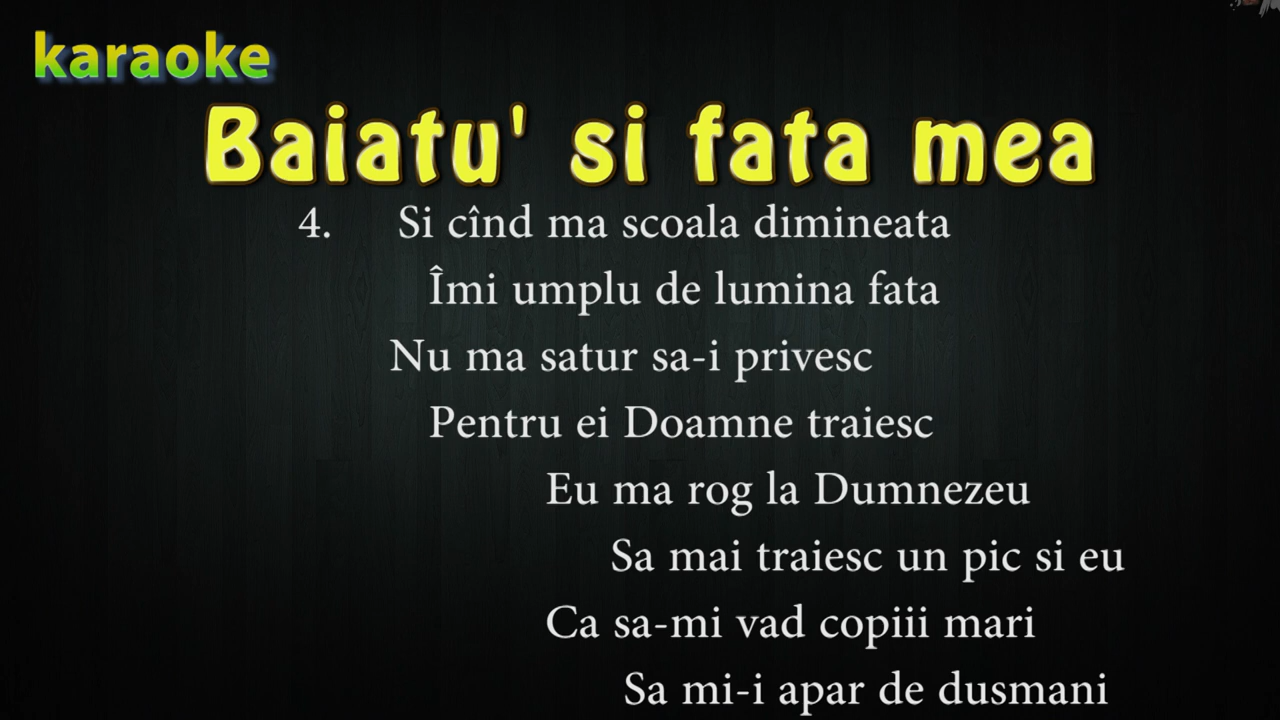 karaoke
Baiatu' si fata mea
4. Si cînd ma scoala dimineata
Îmi umplu de lumina fata
Nu ma satur sa-i privesc
Pentru ei Doamne traiesc
Eu ma rog la Dumnezeu
Sa mai traiesc un pic si eu
Ca sa-mi vad copiii mari
Sa mi-i apar de dusmani